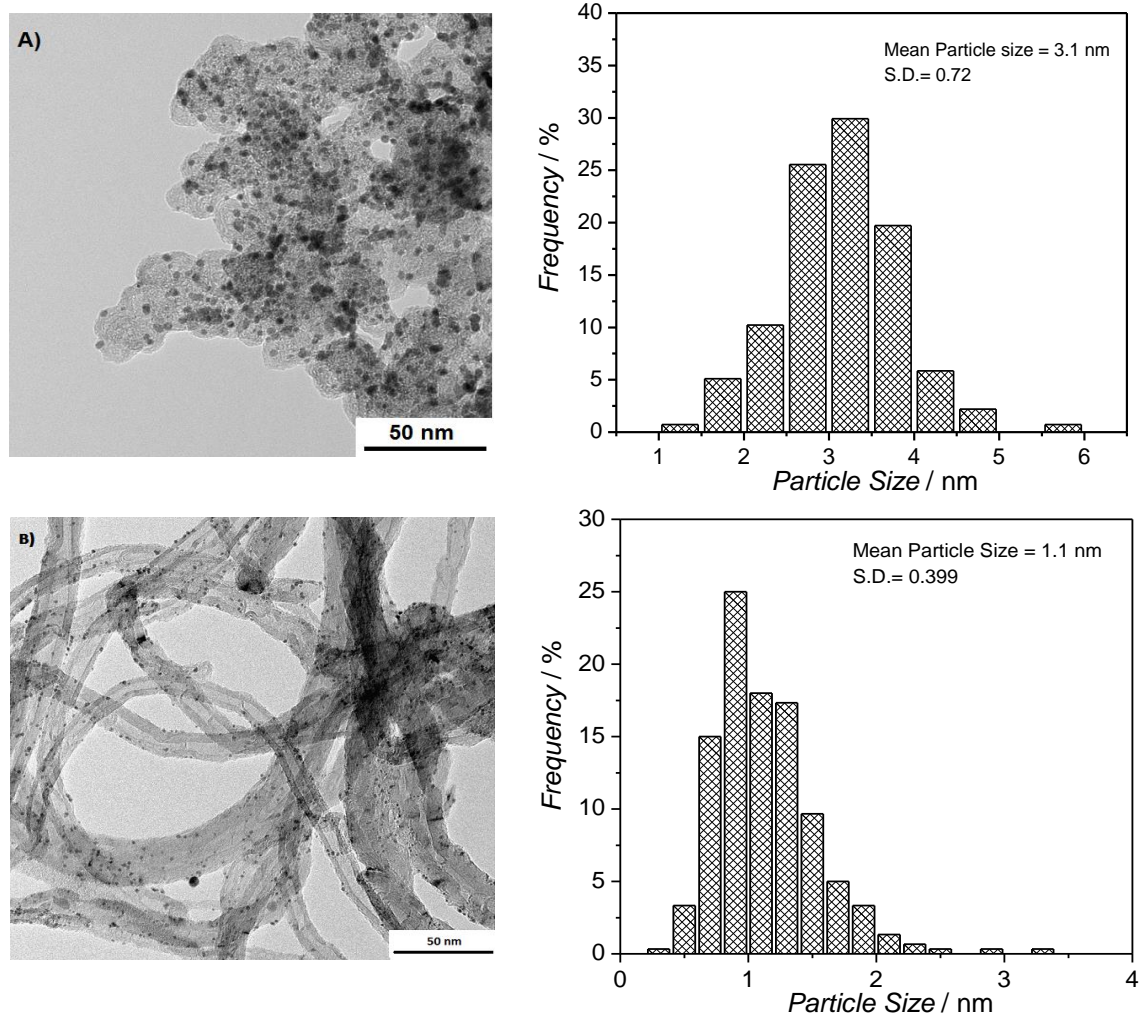 A)
50 nm
40
35
30
25
20
15
10
5
0
Frequency / %
Mean Particle size = 3.1 nm
S.D.= 0.72
1 2 3 4 5 6
Particle Size / nm
B)
50 nm
30
25
20
15
10
5
0
Frequency / %
Mean Particle Size = 1.1 nm
S.D.= 0.399
0 1 2 3 4
Particle Size / nm